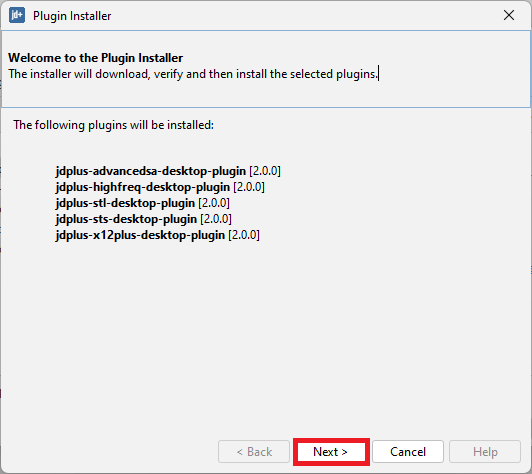 jd+ Plugin Installer
Welcome to the Plugin Installer
The installer will download, verify and then install the selected plugins.
The following plugins will be installed:
jdplus-advancedsa-desktop-plugin [2.0.0]
jdplus-highfreq-desktop-plugin [2.0.0]
jdplus-stl-desktop-plugin [2.0.0]
jdplus-sts-desktop-plugin [2.0.0]
jdplus-x12plus-desktop-plugin [2.0.0]
< Back Next > Cancel Help